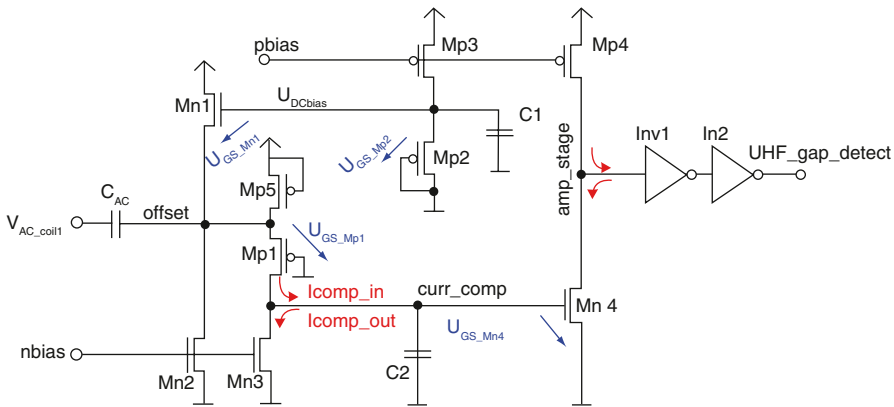 pbias
Mp3
Mp4
Mn1
U_DCbias
C1
Inv1
In2
U_GS_Mn1
U_GS_Mp2
Mp2
amp_stage
UHF_gap_detect
Mp5
C_AC
V_AC_coil1
offset
U_GS_Mp1
Mp1
Icomp_in
curr_comp
Mn 4
Icomp_out
U_GS_Mn4
nbias
Mn2
Mn3
C2